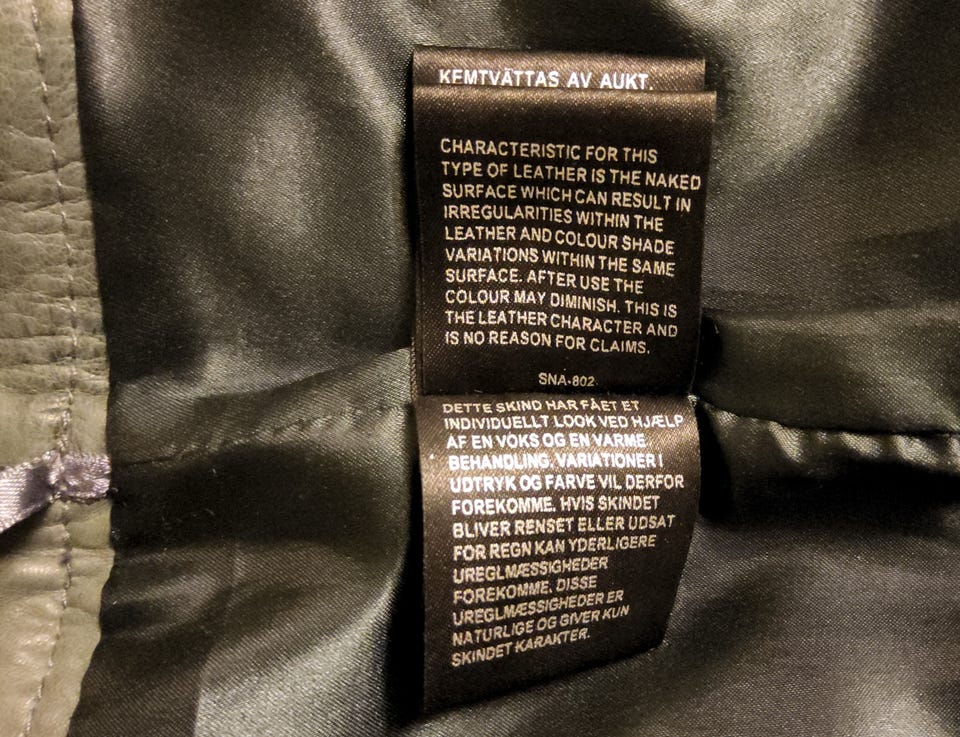 KEMTVÄTTAS AV AUKT.
CHARACTERISTIC FOR THIS
TYPE OF LEATHER IS THE NAKED
SURFACE WHICH CAN RESULT IN
IRREGULARITIES WITHIN THE
LEATHER AND COLOUR SHADE
VARIATIONS WITHIN THE SAME
SURFACE. AFTER USE THE
COLOUR MAY DIMINISH. THIS IS
THE LEATHER CHARACTER AND
IS NO REASON FOR CLAIMS.
SNA-802
DETTE SKIND HAR FÅET ET
INDIVIDUELLT LOOK VED HJÆLP
AF EN VOKS OG EN VARME
BEHANDLING. VARIATIONER I
UDTRYK OG FARVE VIL DERFOR
FOREKOMME. HVIS SKINDET
BLIVER RENSET ELLER UDSAT
FOR REGN KAN YDERLIGERE
UREGLMÆSSIGHEDER
FOREKOMME. DISSE
UREGLMÆSSIGHEDER ER
NATURLIGE OG GIVER KUN
SKINDET KARAKTER.